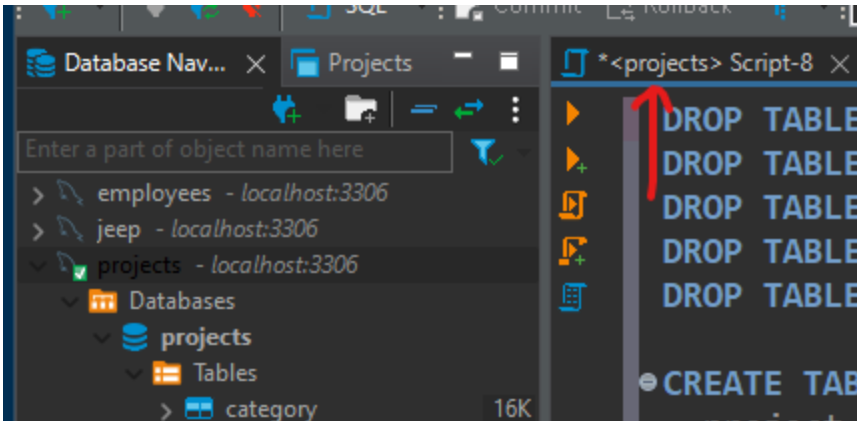 SQL Commit Rollback
Database Nav... Projects
*<projects> Script-8
Enter a part of object name here
employees - localhost:3306
jeep - localhost:3306
projects - localhost:3306
Databases
projects
Tables
category 16K
DROP TABLE
DROP TABLE
DROP TABLE
DROP TABLE
DROP TABLE
CREATE TAB